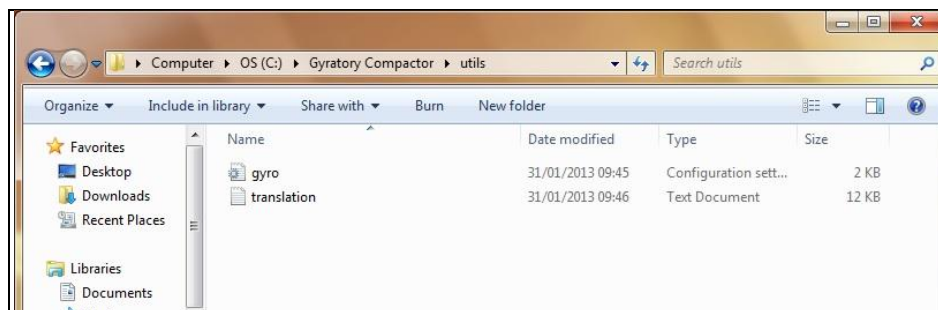 Computer OS (C:) Gyratory Compactor utils Search utils
Organize Include in library Share with Burn New folder
Name Date modified Type Size
Favorites
Desktop
Downloads
Recent Places
Libraries
Documents
gyro 31/01/2013 09:45 Configuration sett... 2 KB
translation 31/01/2013 09:46 Text Document 12 KB